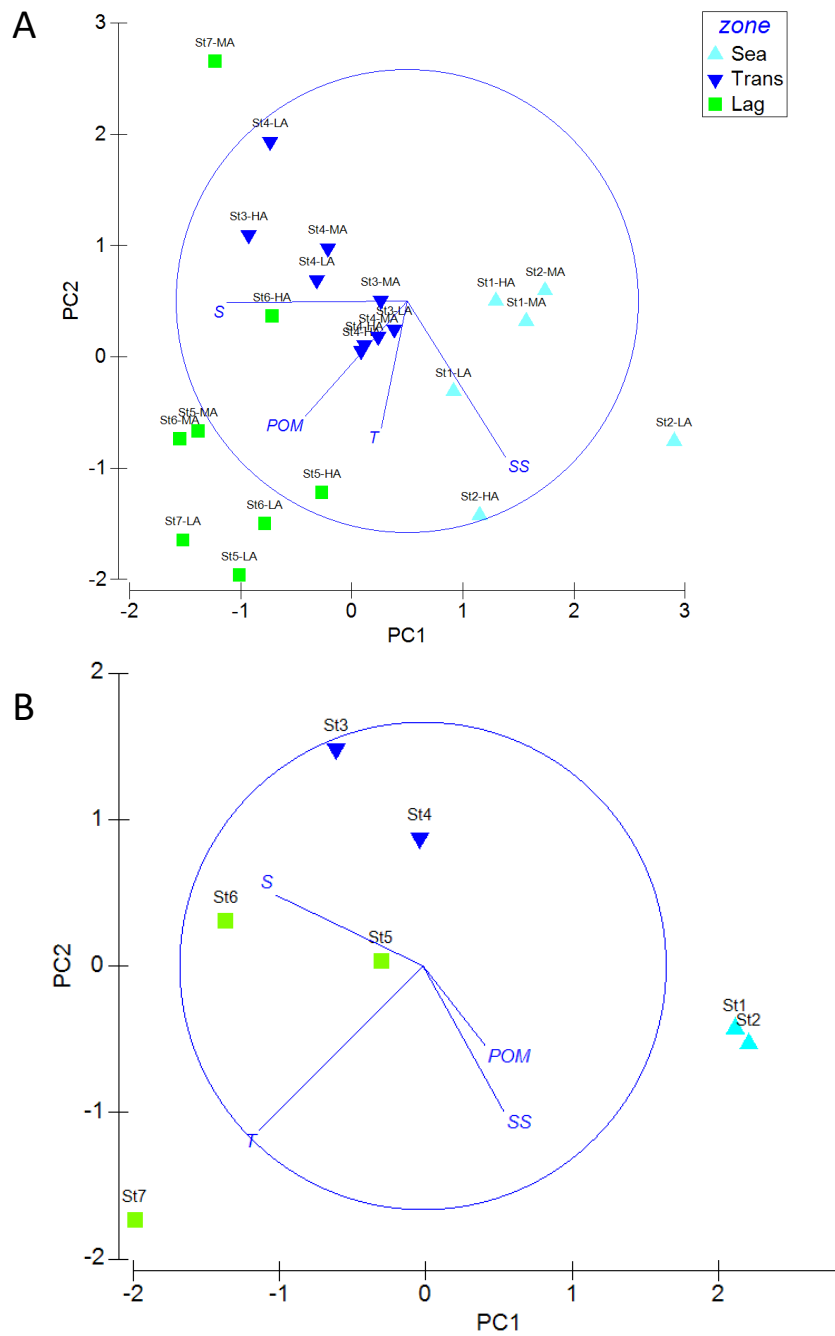 A
3
2
1
0
-1
-2
PC2
-2
-1
0
1
2
3
PC1
zone
Sea
Trans
Lag
St7-MA
St4-LA
St3-HA
St4-MA
St4-LA
St6-HA
St3-MA
St3-LA
St4-MA
St4-HA
St4-HA
St1-HA
St2-MA
St1-MA
St1-LA
St2-LA
St2-HA
St5-MA
St6-MA
St5-HA
St6-LA
St7-LA
St5-LA
S
POM
T
SS
B
2
1
0
-1
-2
PC2
-2
-1
0
1
2
PC1
St3
St4
S
St6
St5
St1
St2
POM
SS
T
St7